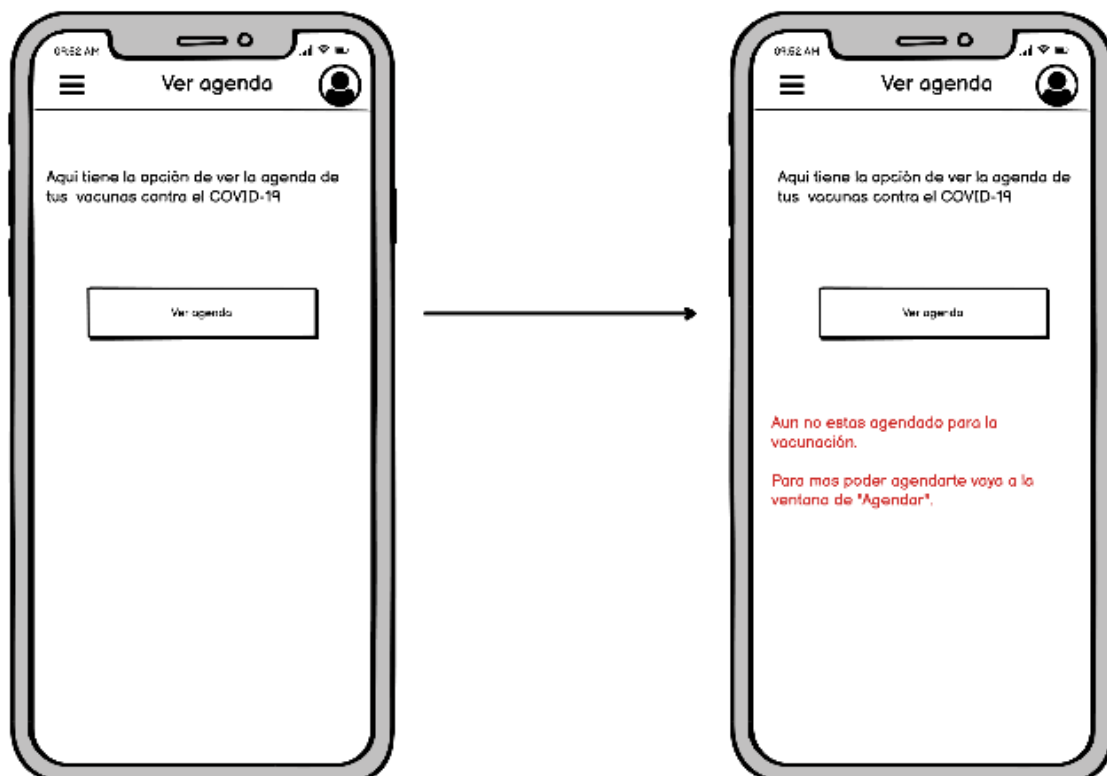 09:52 AM
Ver agenda
Aqui tiene la opción de ver la agenda de
tus vacunas contra el COVID-19
Ver agenda
09:52 AM
Ver agenda
Aqui tiene la opción de ver la agenda de
tus vacunas contra el COVID-19
Ver agenda
Aun no estas agendado para la
vacunación.
Para mas poder agendarte vaya a la
ventana de "Agendar".